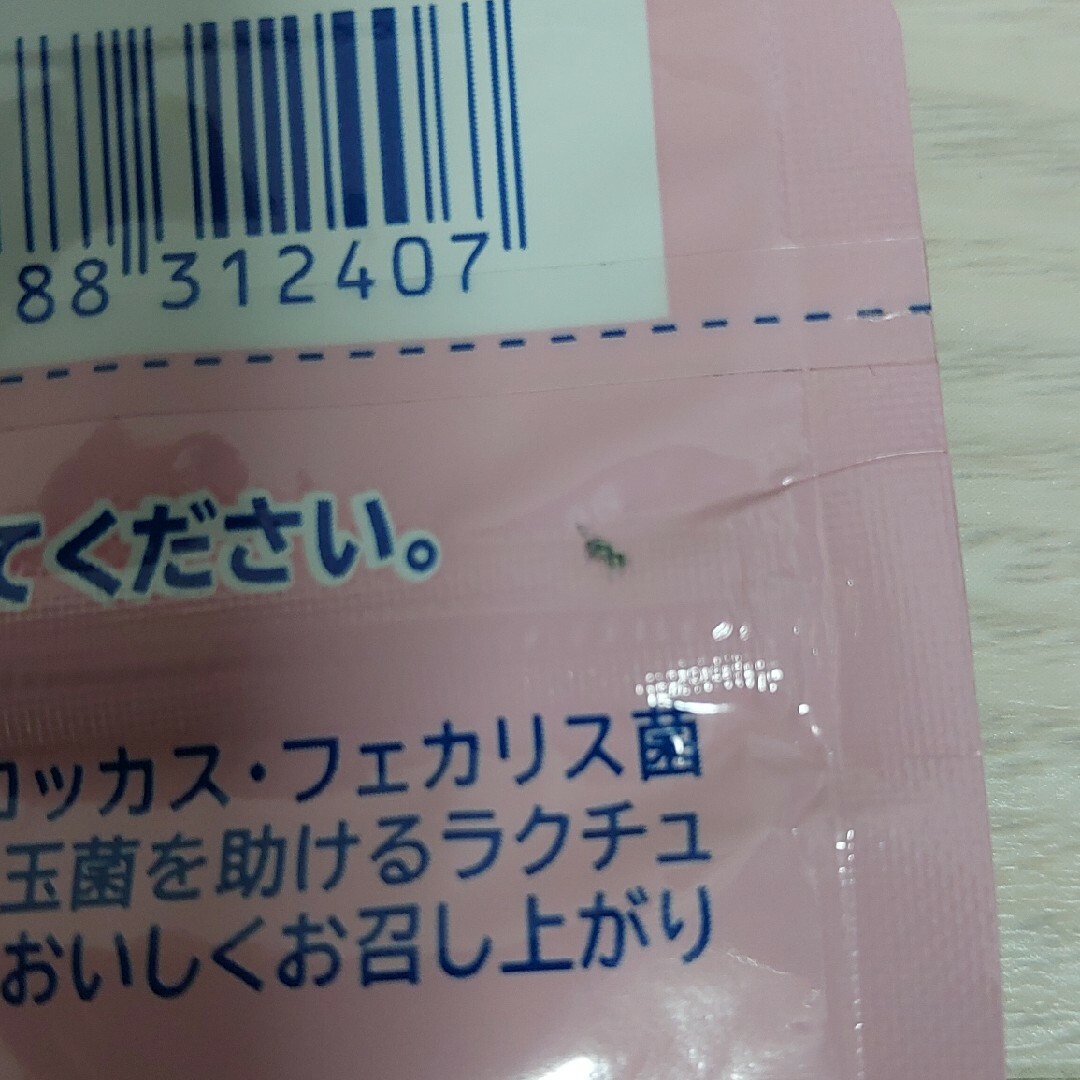 88 312407
てください。
コッカス・フェカリス菌
玉菌を助けるラクチュ
おいしくお召し上がり